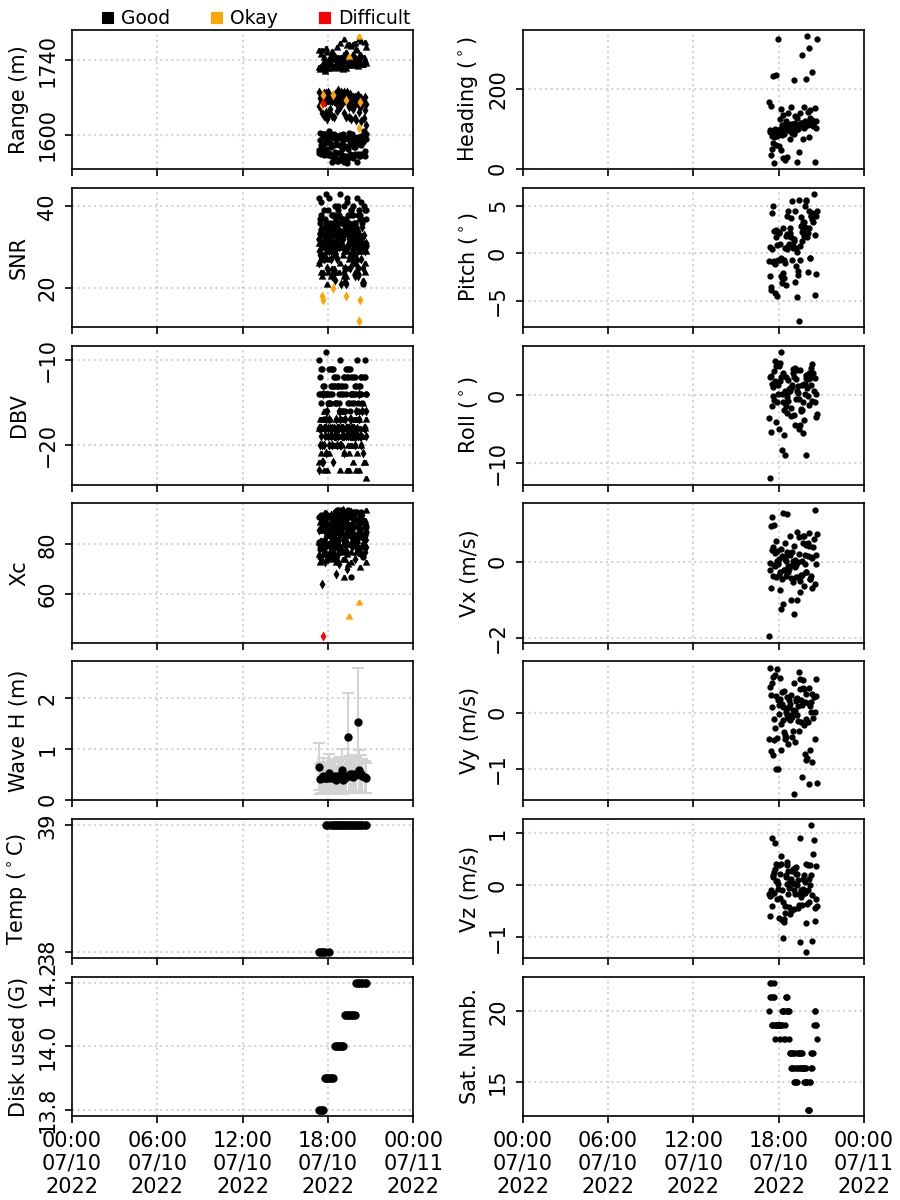 Good Okay Difficult
Range (m)
1740
1600
Heading (°)
200
0
SNR
40
20
Pitch (°)
5
0
−5
DBV
−10
−20
Roll (°)
0
−10
Xc
80
60
Vx (m/s)
0
−2
Wave H (m)
2
1
0
Vy (m/s)
0
−1
Temp (°C)
39
38
Vz (m/s)
1
0
−1
Disk used (G)
14.2
14.0
13.8
Sat. Numb.
20
15
00:00 06:00 12:00 18:00 00:00
07/10 07/10 07/10 07/10 07/11
2022 2022 2022 2022 2022
00:00 06:00 12:00 18:00 00:00
07/10 07/10 07/10 07/10 07/11
2022 2022 2022 2022 2022